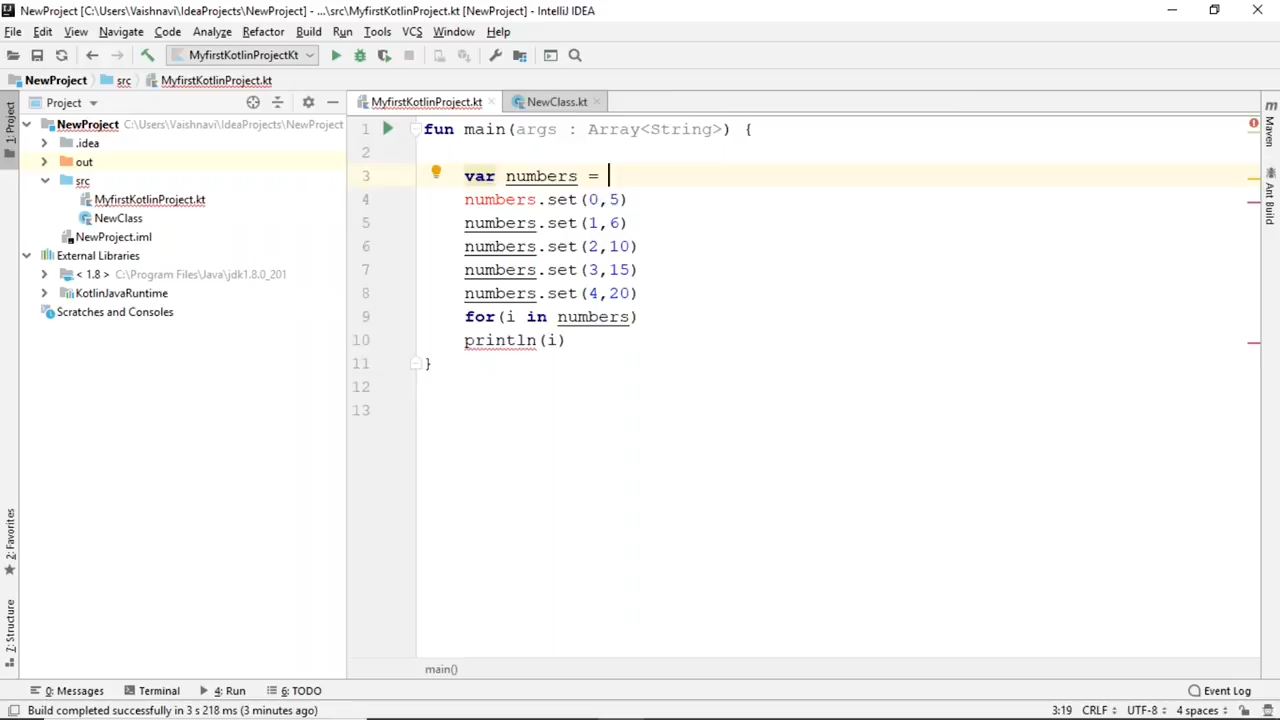 NewProject [C:\Users\Vaishnavi\IdeaProjects\NewProject] - ...\src\MyfirstKotlinProject.kt [NewProject] - IntelliJ IDEA
File Edit View Navigate Code Analyze Refactor Build Run Tools VCS Window Help
MyfirstKotlinProjectKt
NewProject src MyfirstKotlinProject.kt
Project MyfirstKotlinProject.kt NewClass.kt
1: Project
NewProject C:\Users\Vaishnavi\IdeaProjects\NewProject
.idea
out
src
MyfirstKotlinProject.kt
NewClass
NewProject.iml
External Libraries
< 1.8 > C:\Program Files\Java\jdk1.8.0_201
KotlinJavaRuntime
Scratches and Consoles
2: Favorites
7: Structure
1 fun main(args : Array<String>) {
2
3 var numbers =
4 numbers.set(0,5)
5 numbers.set(1,6)
6 numbers.set(2,10)
7 numbers.set(3,15)
8 numbers.set(4,20)
9 for(i in numbers)
10 println(i)
11 }
12
13
m Maven
Ant Build
main()
0: Messages Terminal 4: Run 6: TODO Event Log
Build completed successfully in 3 s 218 ms (3 minutes ago) 3:19 CRLF UTF-8 4 spaces